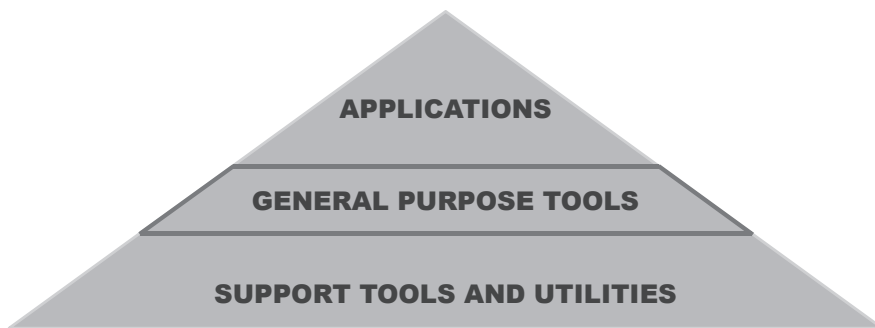 APPLICATIONS
GENERAL PURPOSE TOOLS
SUPPORT TOOLS AND UTILITIES